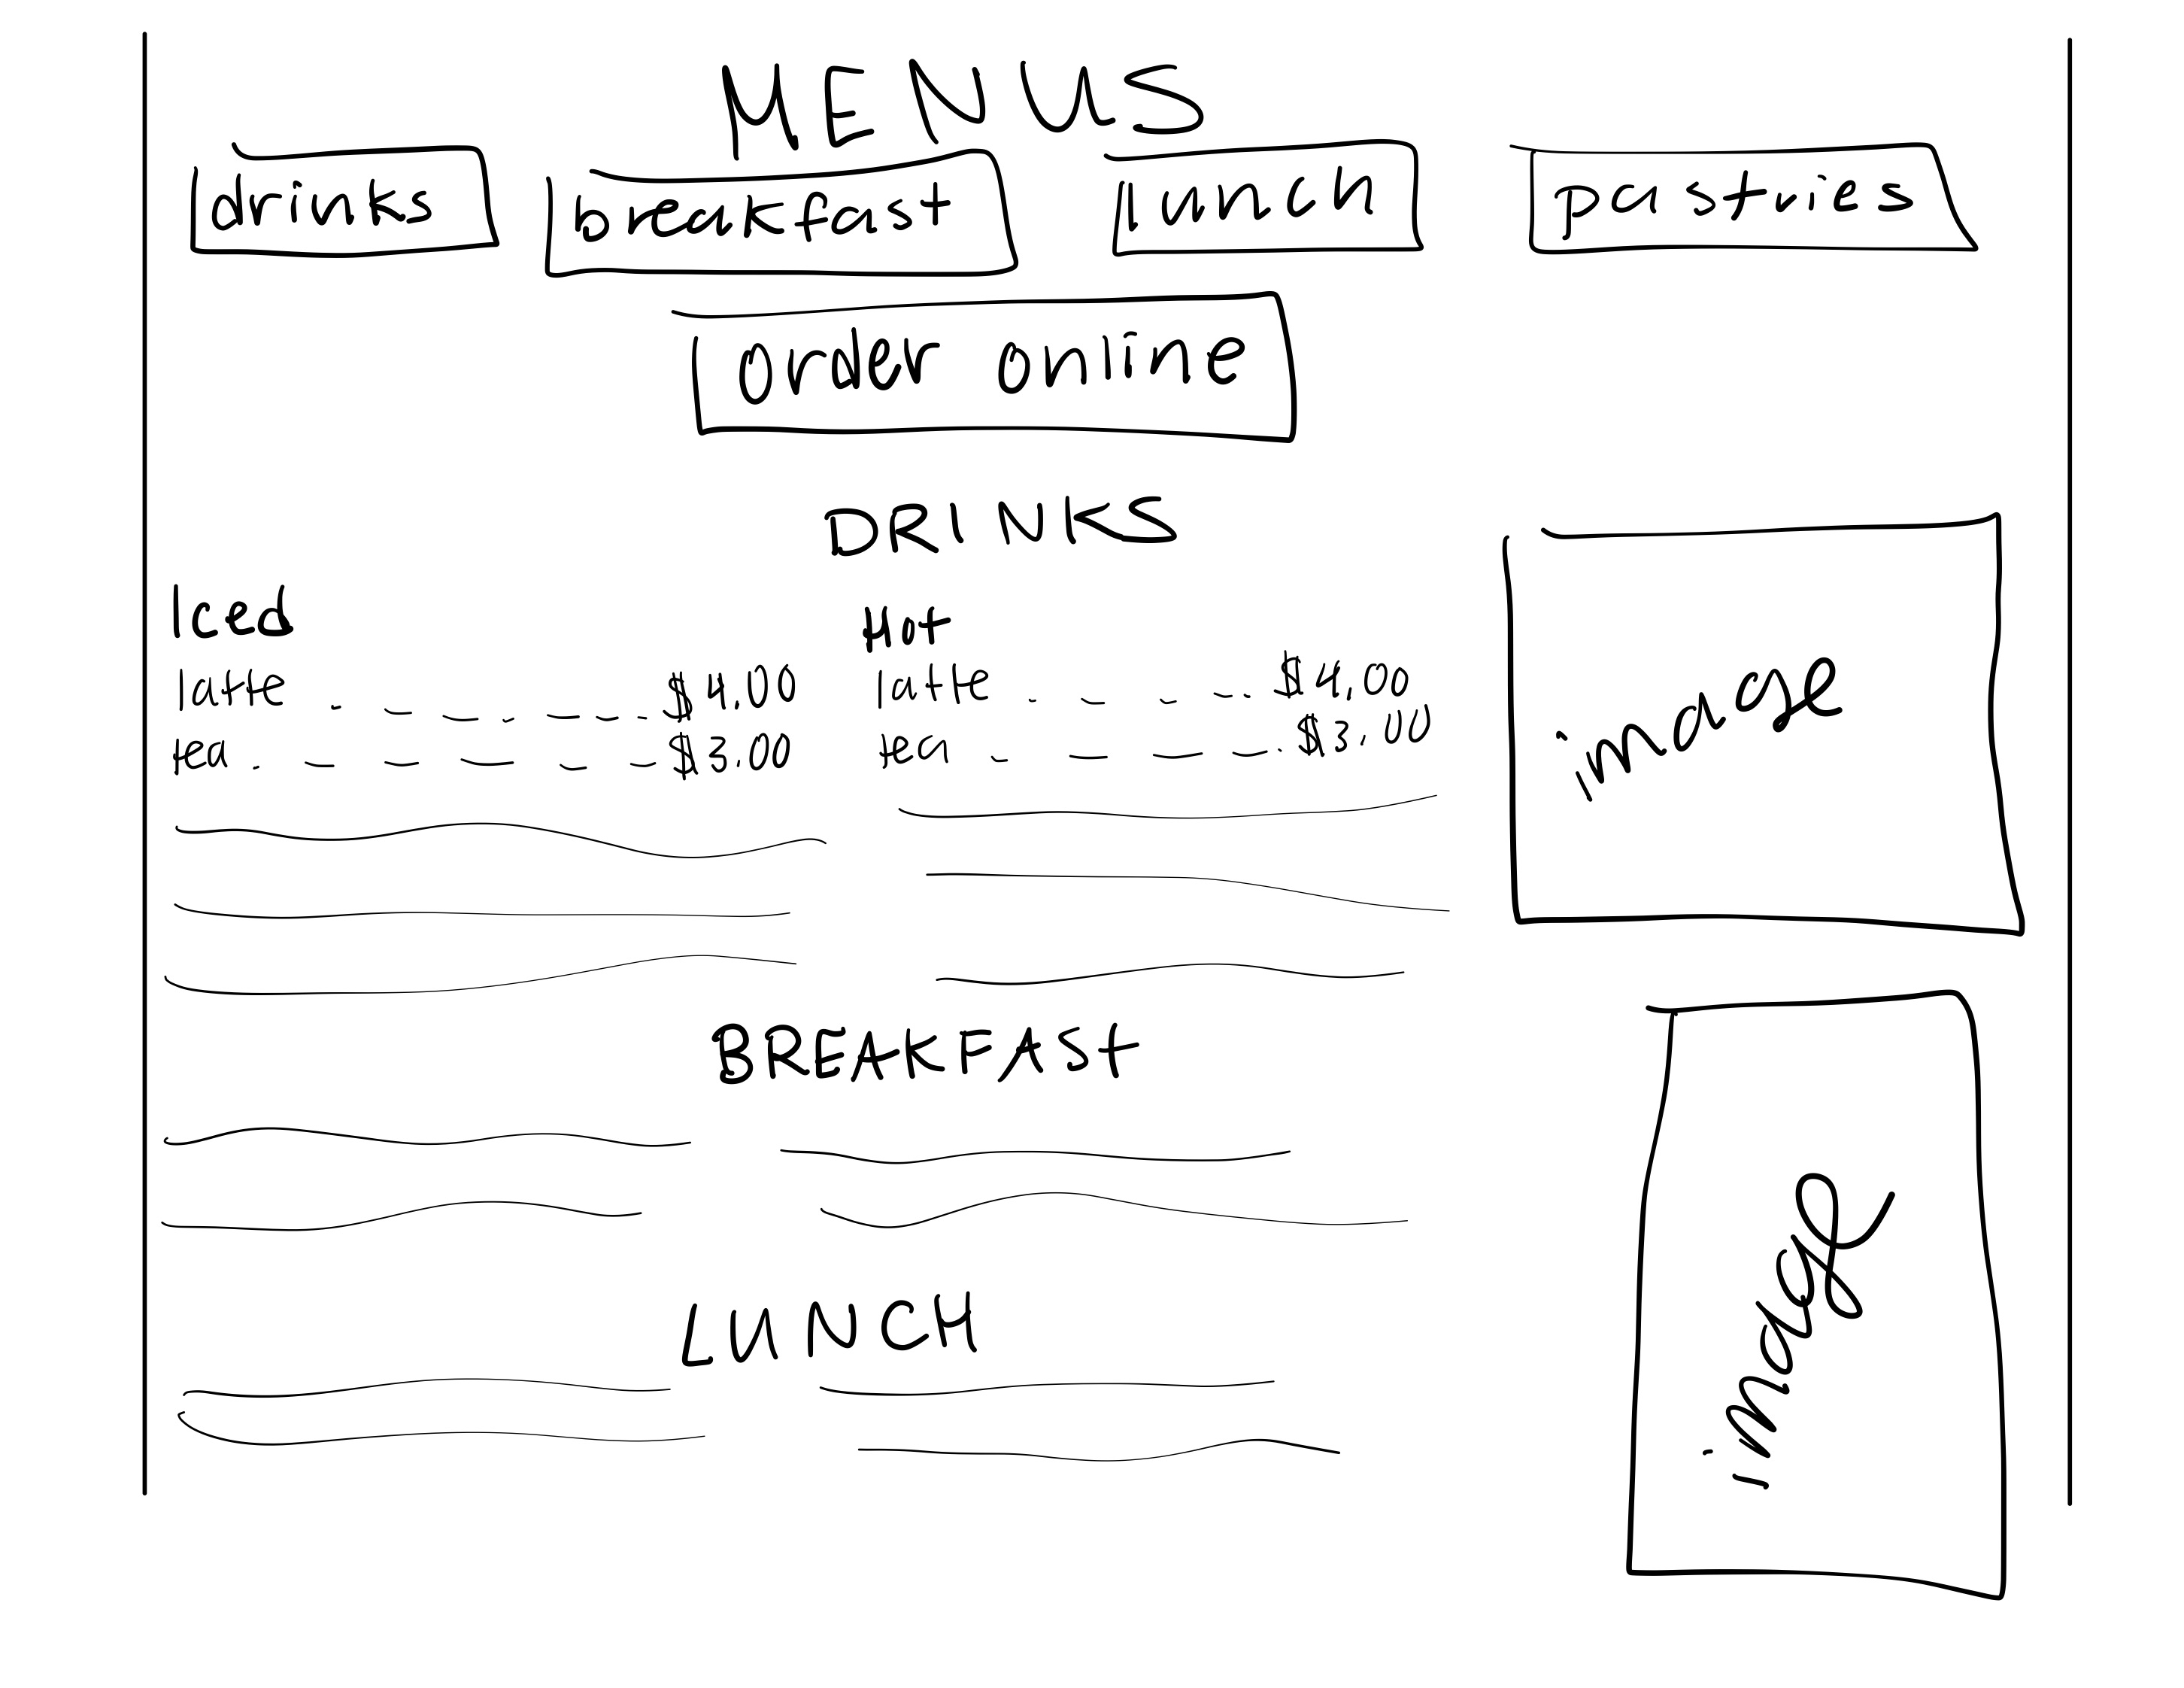 MENUS
drinks breakfast lunch pastries
Order online
DRINKS
Iced
latte $4.00
tea $3.00
Hot
latte $4.00
tea $3.00
image
BREAKFAST
image
LUNCH